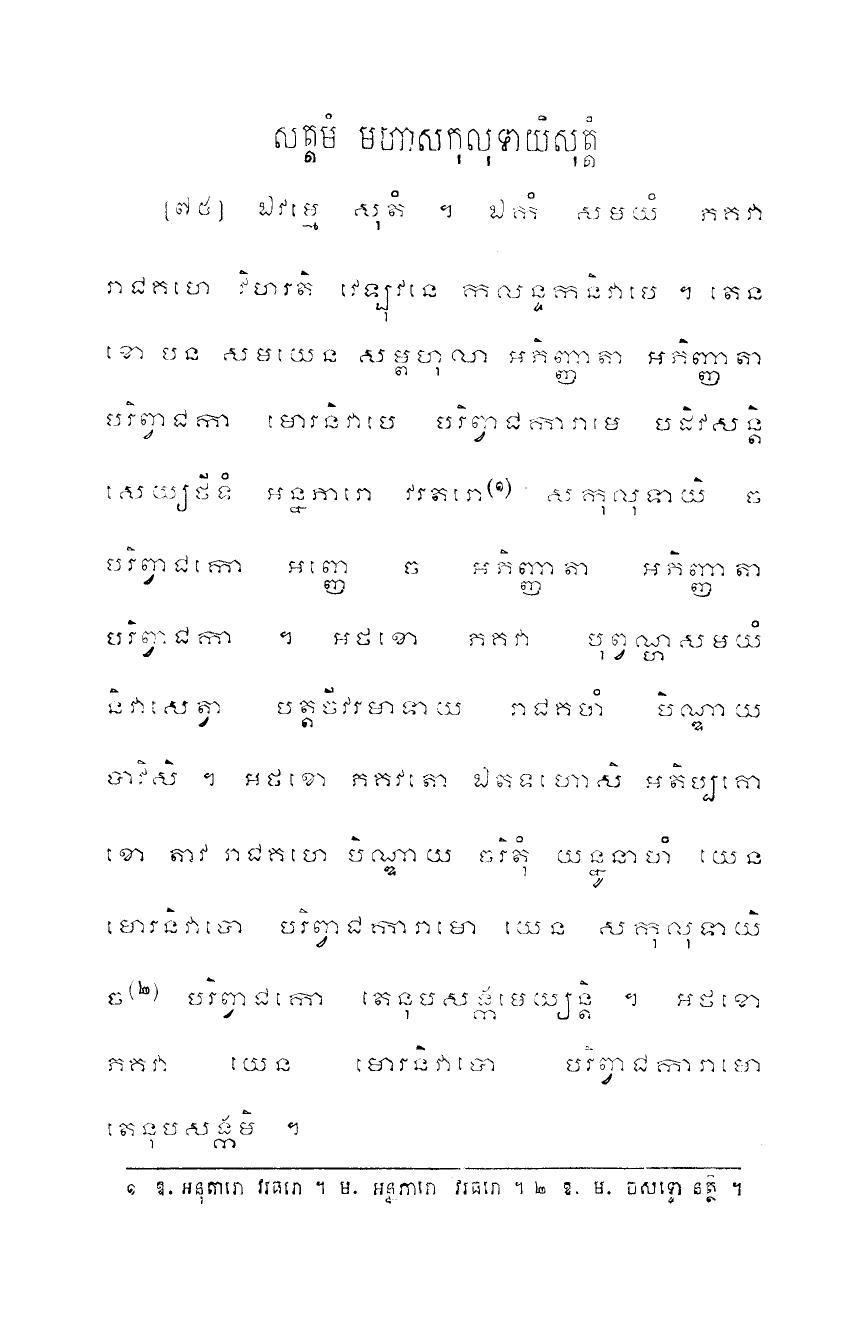 សត្តមំ មហាសកុលុទាយិសុត្តំ
[៧៥] ឯវម្មេ សុតំ ។ ឯកំ សមយំ ភគវា
រាជគហេ វិហរតិ វេឡុវនេ កាលន្ទកនិវាបេ ។ តេន
ខោ បន សមយេន សម្ពហុលា អភិញ្ញាតា អភិញ្ញាតា
បរិព្វាជកា មោរនិវាបេ បរិព្វាជការាមេ បដិវសន្តិ
សេយ្យថីទំ អន្នភារោ វរតរោ(១) សកុលុទាយិ ច
បរិព្វាជកោ អញ្ញេ ច អភិញ្ញាតា អភិញ្ញាតា
បរិព្វាជកា ។ អថខោ ភគវា បុព្វណ្ហសមយំ
និវាសេត្វា បត្តចីវរមាទាយ រាជគហំ បិណ្ឌាយ
បាវិសិ ។ អថខោ ភគវតោ ឯតទហោសិ អតិប្បគោ
ខោ តាវ រាជគហេ បិណ្ឌាយ ចរិតុំ យន្នូនាហំ យេន
មោរនិវាបោ បរិព្វាជការាមោ យេន សកុលុទាយិ
ច(២) បរិព្វាជកោ តេនុបសង្កមេយ្យន្តិ ។ អថខោ
ភគវា យេន មោរនិវាបោ បរិព្វាជការាមោ
តេនុបសង្កមិ ។
១ ឱ. អនុគារោ វរធរោ ។ ម. អន្នភារោ វរធរោ ។ ២ ឱ. ម. ចសទ្ទោ នត្ថិ ។